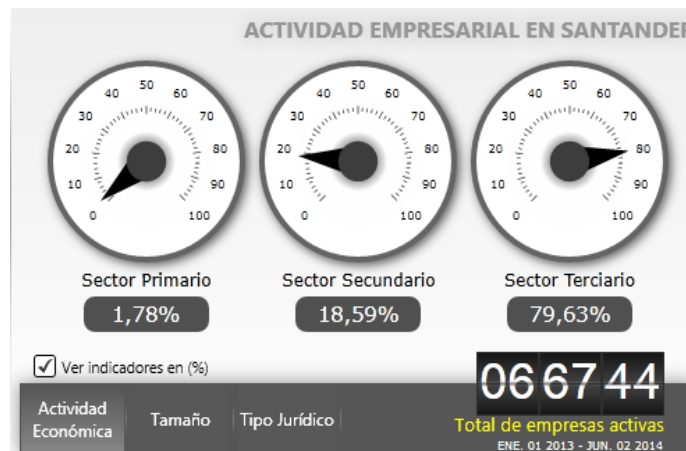 ACTIVIDAD EMPRESARIAL EN SANTANDER
0 10 20 30 40 50 60 70 80 90 100
0 10 20 30 40 50 60 70 80 90 100
0 10 20 30 40 50 60 70 80 90 100
Sector Primario
1,78%
Sector Secundario
18,59%
Sector Terciario
79,63%
Ver indicadores en (%)
06 67 44
Total de empresas activas
ENE. 01 2013 - JUN. 02 2014
Actividad
Económica
Tamaño
Tipo Jurídico